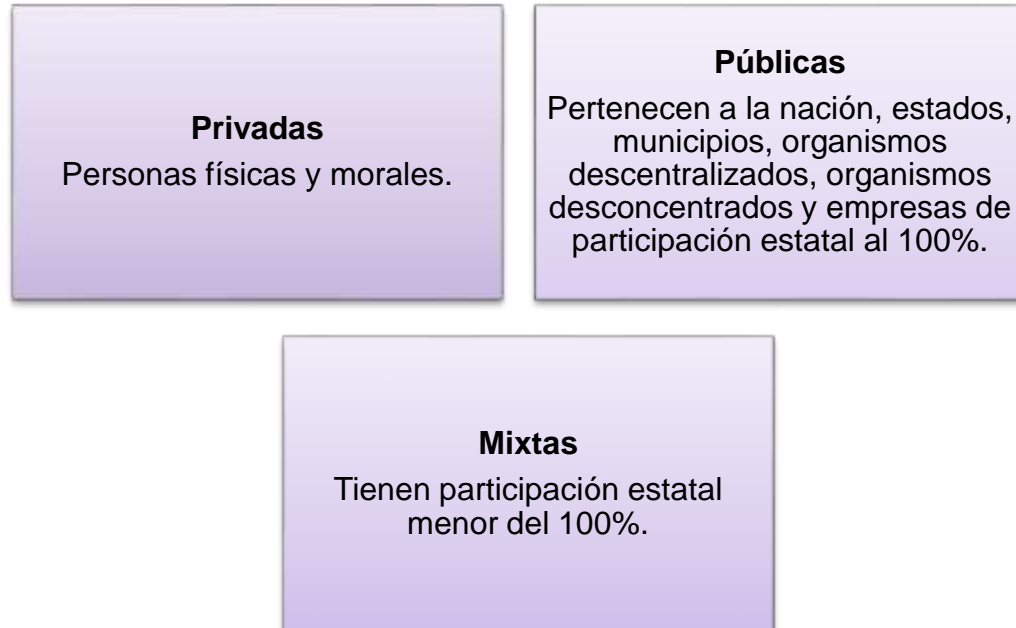 Privadas
Personas físicas y morales.
Públicas
Pertenecen a la nación, estados,
municipios, organismos
descentralizados, organismos
desconcentrados y empresas de
participación estatal al 100%.
Mixtas
Tienen participación estatal
menor del 100%.